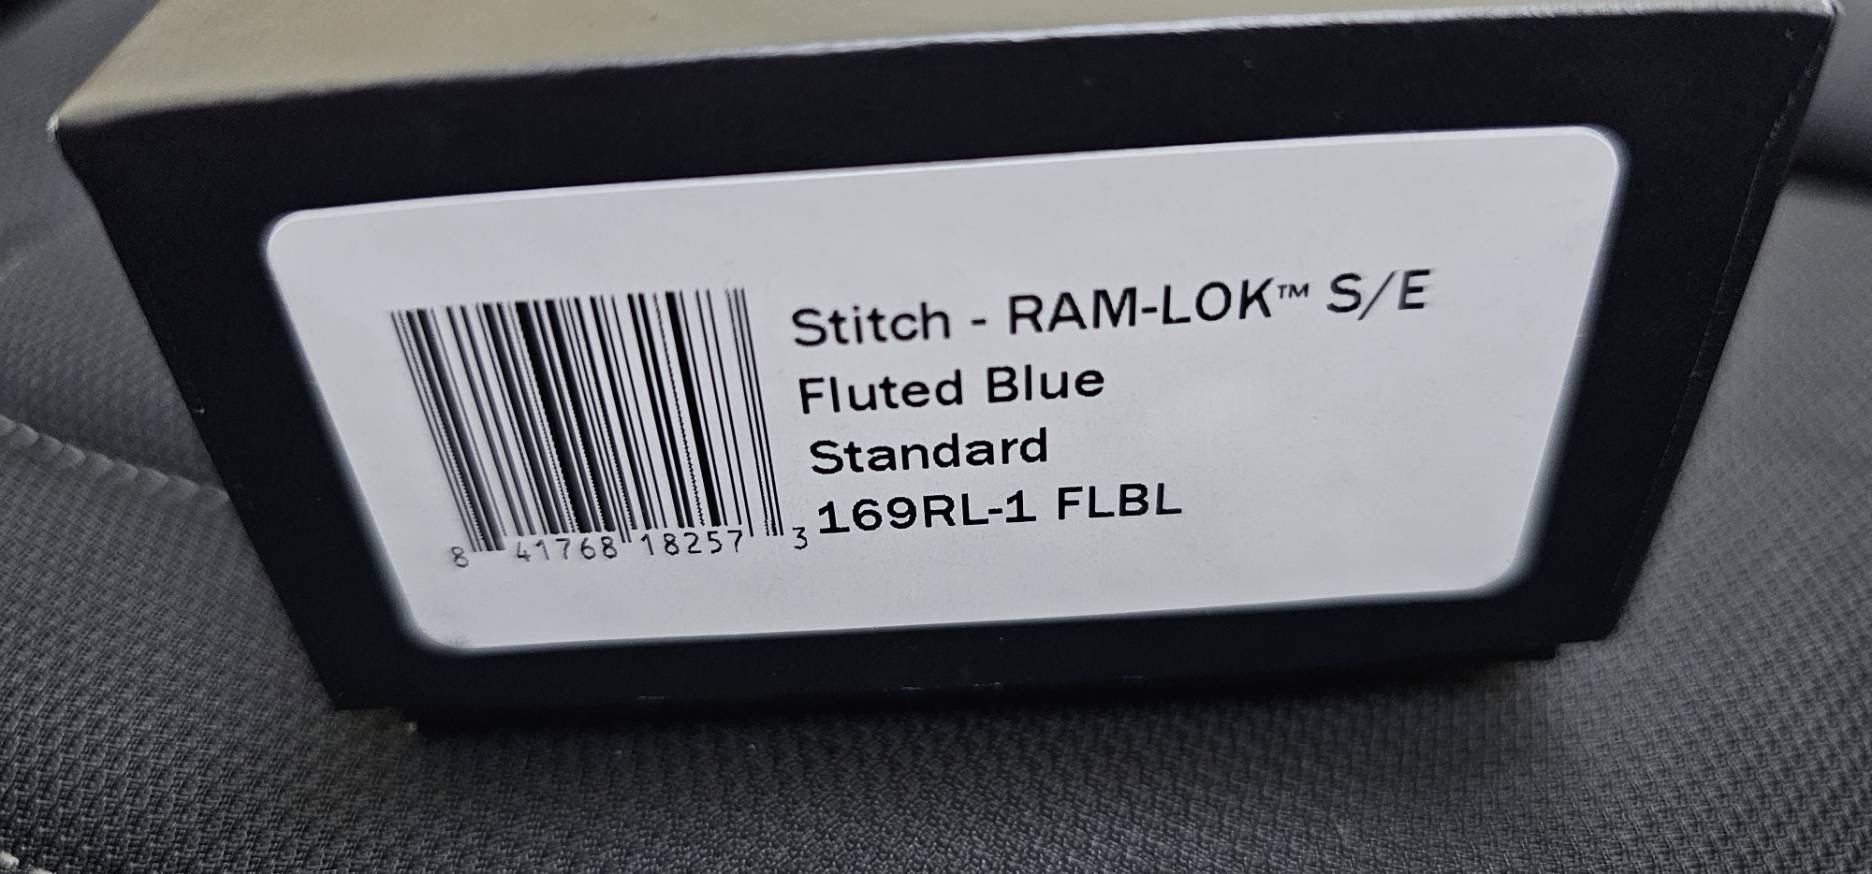 Stitch - RAM-LOK™ S/E
Fluted Blue
Standard
169RL-1 FLBL
8 41768 18257 3